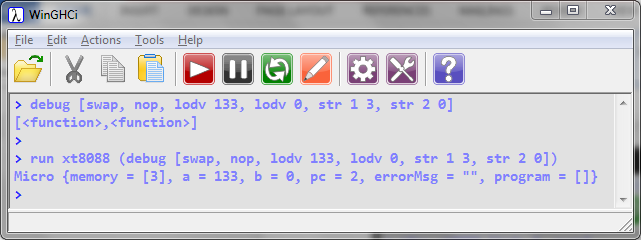 WinGHCi
File Edit Actions Tools Help
> debug [swap, nop, lodv 133, lodv 0, str 1 3, str 2 0]
[<function>,<function>]
>
> run xt8088 (debug [swap, nop, lodv 133, lodv 0, str 1 3, str 2 0])
Micro {memory = [3], a = 133, b = 0, pc = 2, errorMsg = "", program = []}
>